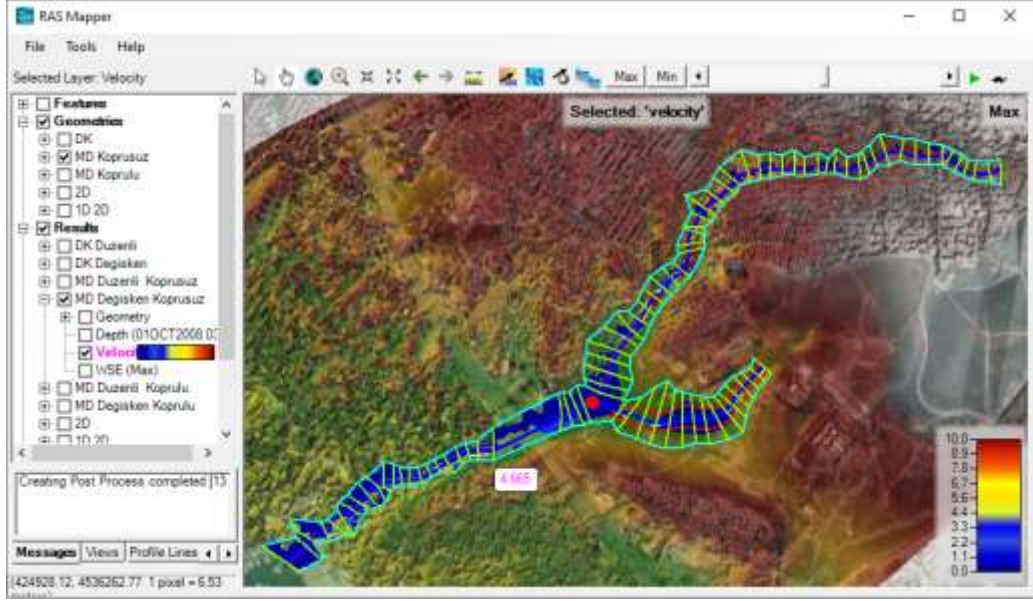 RAS Mapper
File Tools Help
Selected Layer: Velocity
Max Min
Features
Geometries
DK
MD Koprusuz
MD Koprulu
2D
1D 2D
Results
DK Duzenli
DK Degisken
MD Duzenli Koprusuz
MD Degisken Koprusuz
Geometry
Depth (01OCT2008 03
Veloci
WSE (Max)
MD Duzenli Koprulu
MD Degisken Koprulu
2D
1D 2D
Creating Post Process completed [13
Messages Views Profile Lines
(424928.12, 4536262.77 1 pixel = 6.53
Selected: 'velocity'
Max
4.665
10.0
8.9
7.8
6.7
5.6
4.4
3.3
2.2
1.1
0.0